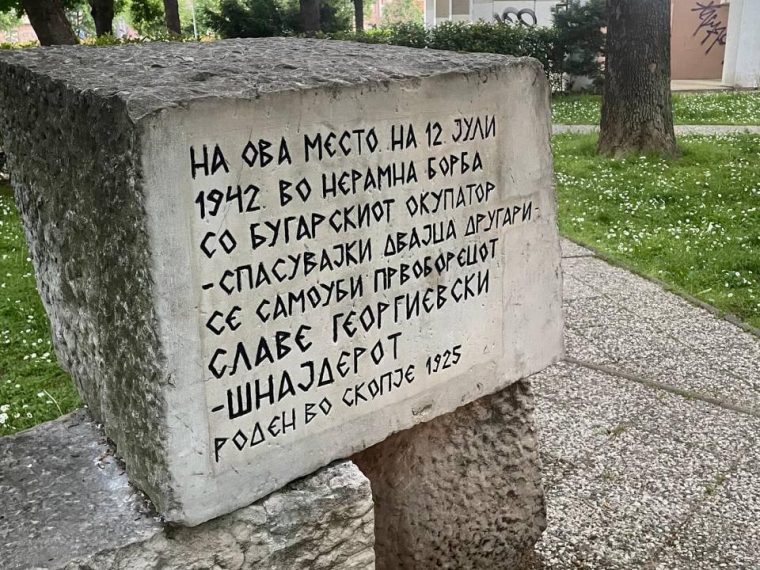 НА ОВА МЕСТО НА 12 ЈУЛИ
1942. ВО НЕРАМНА БОРБА
СО БУГАРСКИОТ ОКУПАТОР
-СПАСУВАЈКИ ДВАЈЦА ДРУГАРИ-
СЕ САМОУБИ ПРВОБОРЕЦОТ
СЛАВЕ ГЕОРГИЕВСКИ
-ШНАЈДЕРОТ
РОДЕН ВО СКОПЈЕ 1925